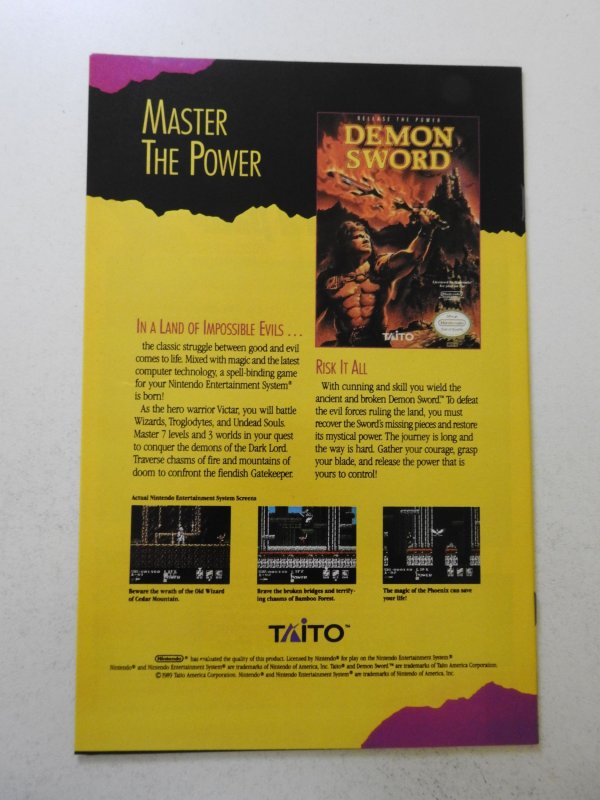 MASTER
THE POWER
RELEASE THE POWER
DEMON
SWORD
Licensed by Nintendo®
for play on the
Nintendo
TAITO
IN A LAND OF IMPOSSIBLE EVILS . . .
the classic struggle between good and evil
comes to life. Mixed with magic and the latest
computer technology, a spell-binding game
for your Nintendo Entertainment System®
is born!
As the hero warrior Victar, you will battle
Wizards, Troglodytes, and Undead Souls.
Master 7 levels and 3 worlds in your quest
to conquer the demons of the Dark Lord.
Traverse chasms of fire and mountains of
doom to confront the fiendish Gatekeeper.
RISK IT ALL
With cunning and skill you wield the
ancient and broken Demon Sword.™ To defeat
the evil forces ruling the land, you must
recover the Sword's missing pieces and restore
its mystical power. The journey is long and
the way is hard. Gather your courage, grasp
your blade, and release the power that is
yours to control!
Actual Nintendo Entertainment System Screens
Beware the wrath of the Old Wizard
of Cedar Mountain.
Brave the broken bridges and terrify-
ing chasms of Bamboo Forest.
The magic of the Phoenix can save
your life!
TAITO™
Nintendo® has evaluated the quality of this product. Licensed by Nintendo® for play on the Nintendo Entertainment System®
Nintendo® and Nintendo Entertainment System® are trademarks of Nintendo of America, Inc. Taito® and Demon Sword™ are trademarks of Taito America Corporation.
© 1989 Taito America Corporation. Nintendo® and Nintendo Entertainment System® are trademarks of Nintendo of America, Inc.